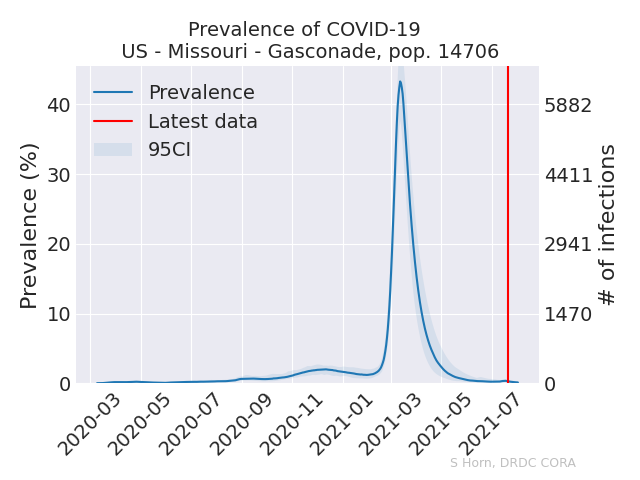 Prevalence of COVID-19
US - Missouri - Gasconade, pop. 14706
Prevalence
Latest data
95CI
Prevalence (%)
40
30
20
10
0
5882
4411
2941
1470
0
# of infections
2020-03
2020-05
2020-07
2020-09
2020-11
2021-01
2021-03
2021-05
2021-07
S Horn, DRDC CORA